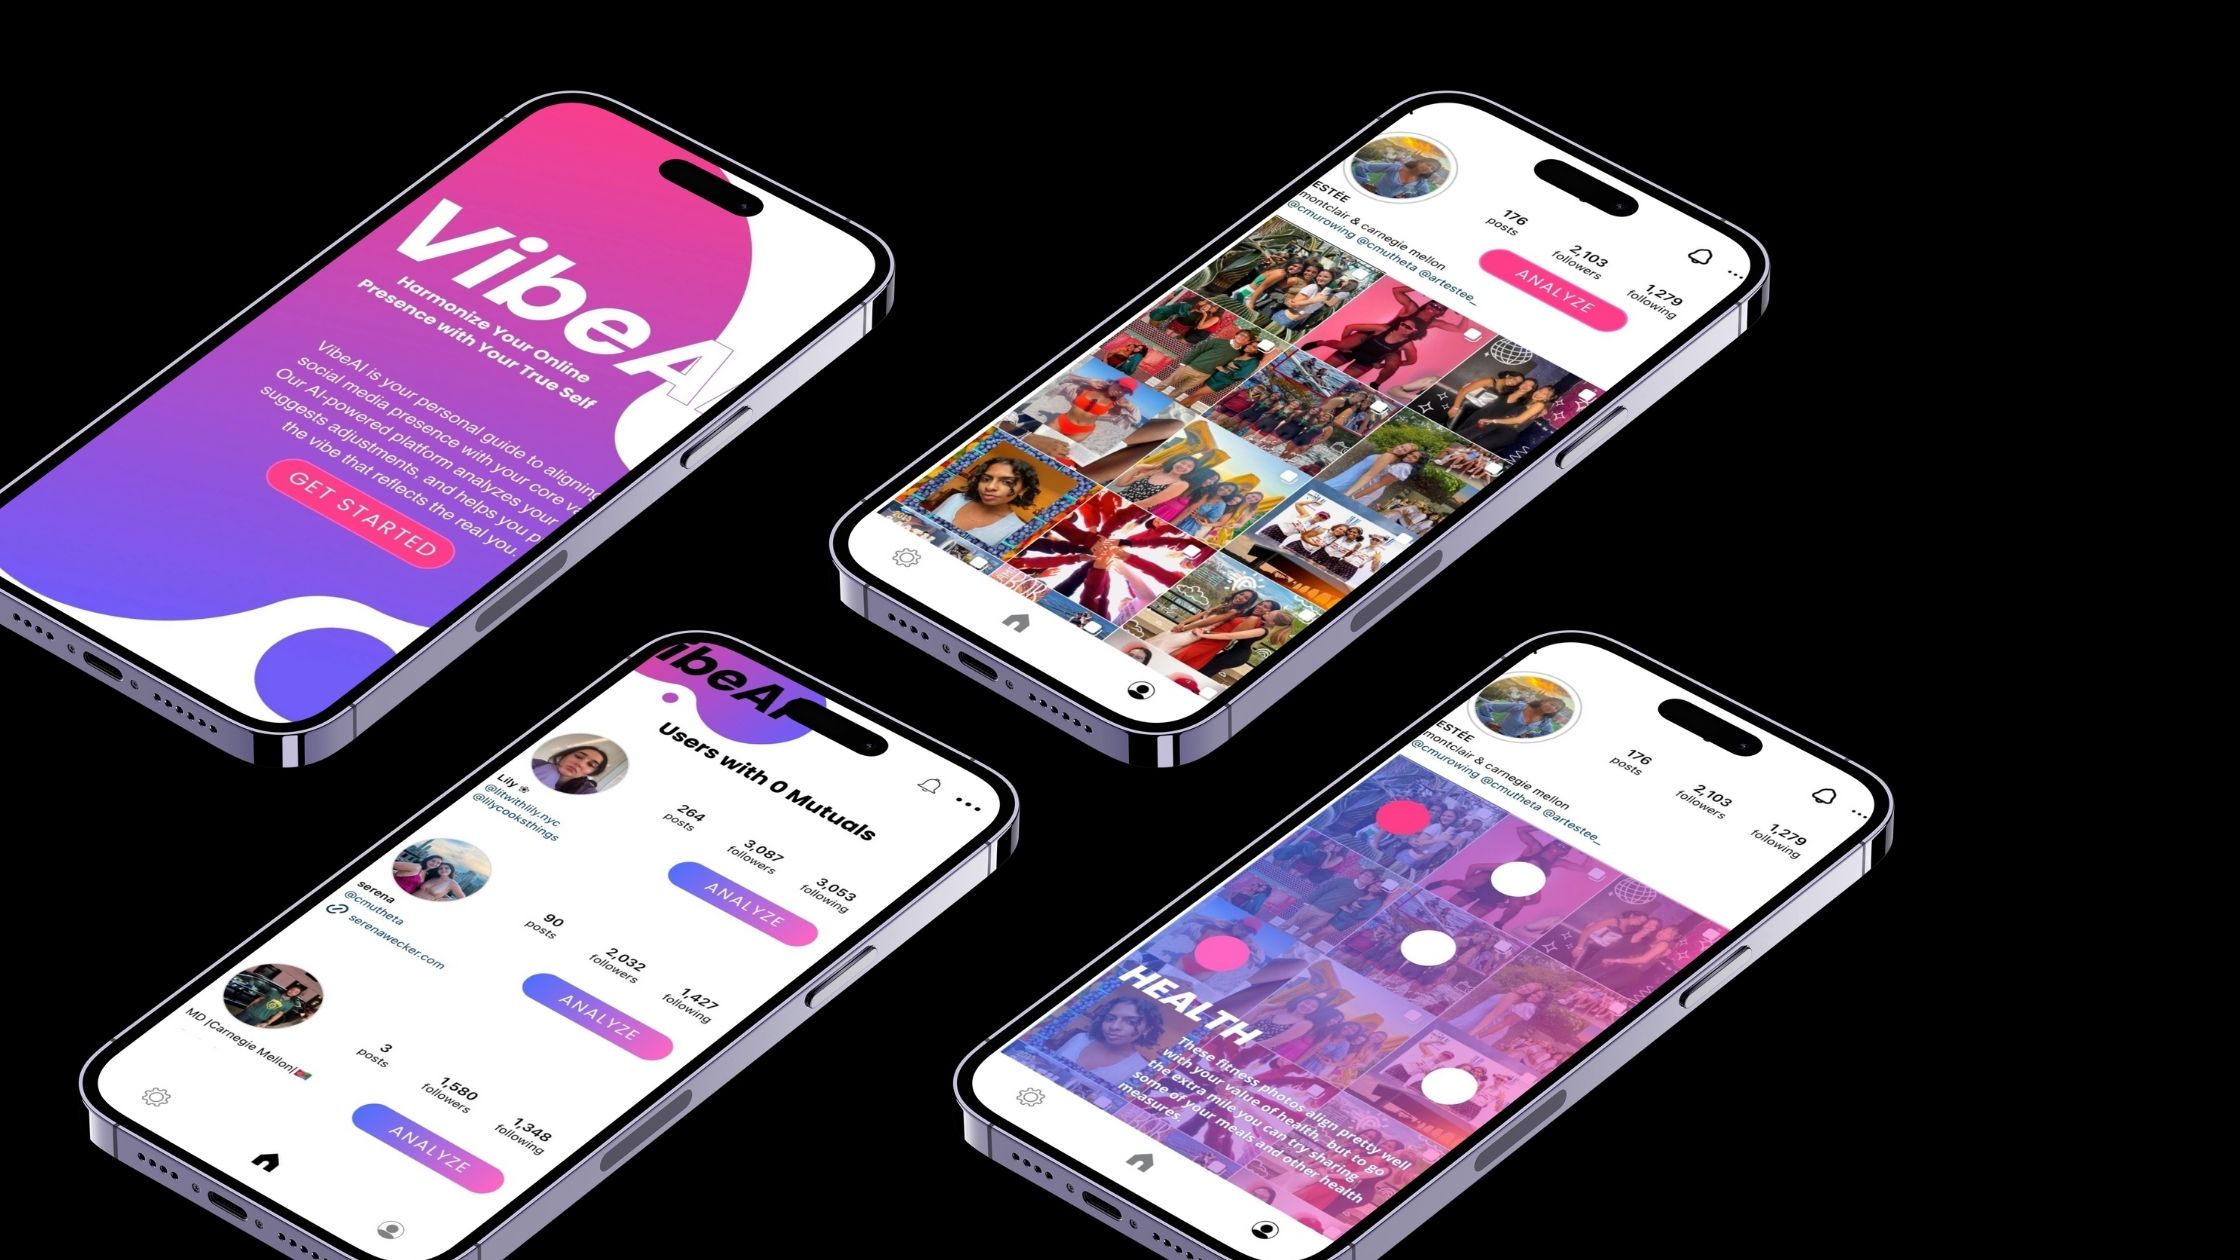 VibeA
Harmonize Your Online
Presence with Your True Self
VibeAI is your personal guide to aligning
social media presence with your core va
Our AI-powered platform analyzes your
suggests adjustments, and helps you p
the vibe that reflects the real you.
GET STARTED
ESTÉE
montclair & carnegie mellon
@cmurowing @cmutheta @artestee_
176
posts
2,103
followers
1,279
following
ANALYZE
ibeA
Users with 0 Mutuals
Lily
@litwithlily.nyc
@lilycooksthings
264
posts
3,087
followers
3,053
following
ANALYZE
serena
@cmutheta
serenawecker.com
90
posts
2,032
followers
1,427
following
ANALYZE
MD |Carnegie Mellon|
3
posts
1,580
followers
1,348
following
ANALYZE
ESTÉE
montclair & carnegie mellon
@cmurowing @cmutheta @artestee_
176
posts
2,103
followers
1,279
following
HEALTH
These fitness photos align pretty well
with your value of health, but to go
the extra mile you can try sharing
some of your meals and other health
measures